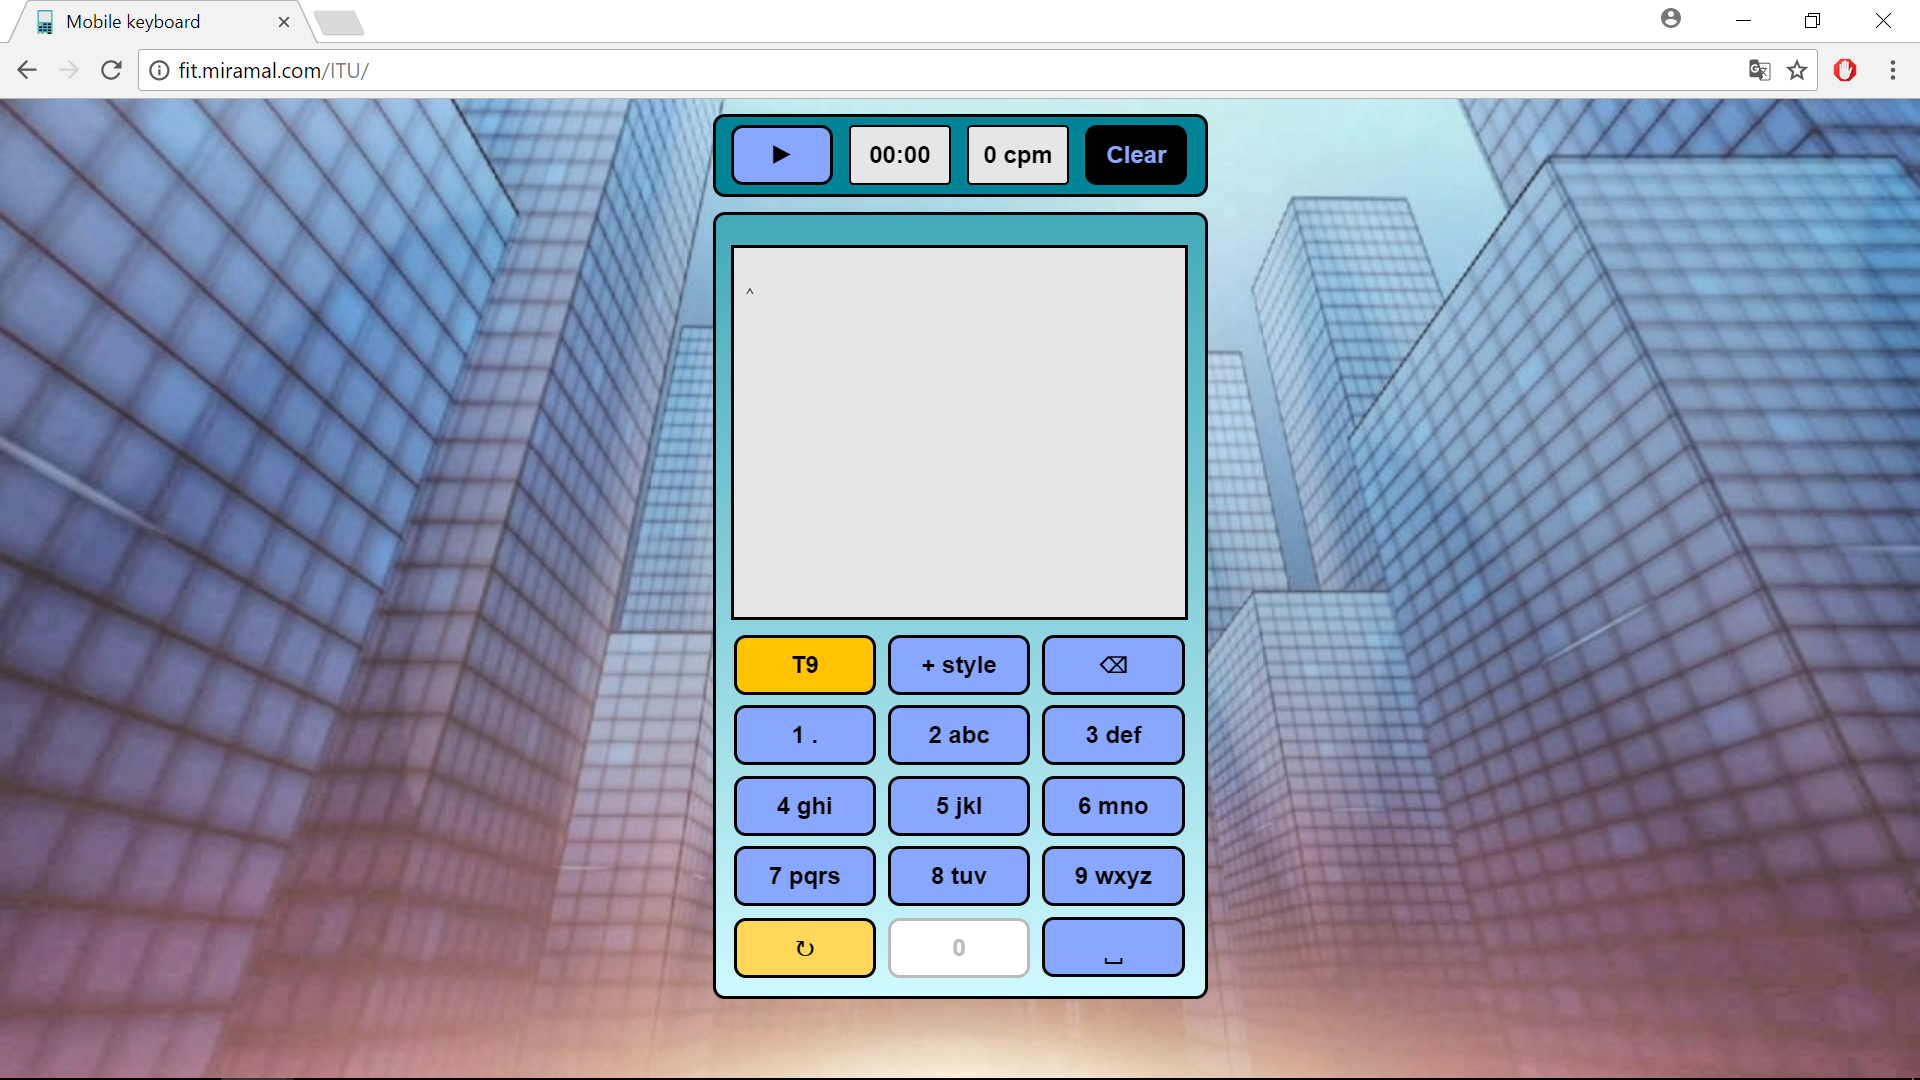 Mobile keyboard
fit.miramal.com/ITU/
00:00 0 cpm Clear
^
T9 + style
1 . 2 abc 3 def
4 ghi 5 jkl 6 mno
7 pqrs 8 tuv 9 wxyz
↻ 0 ⎵